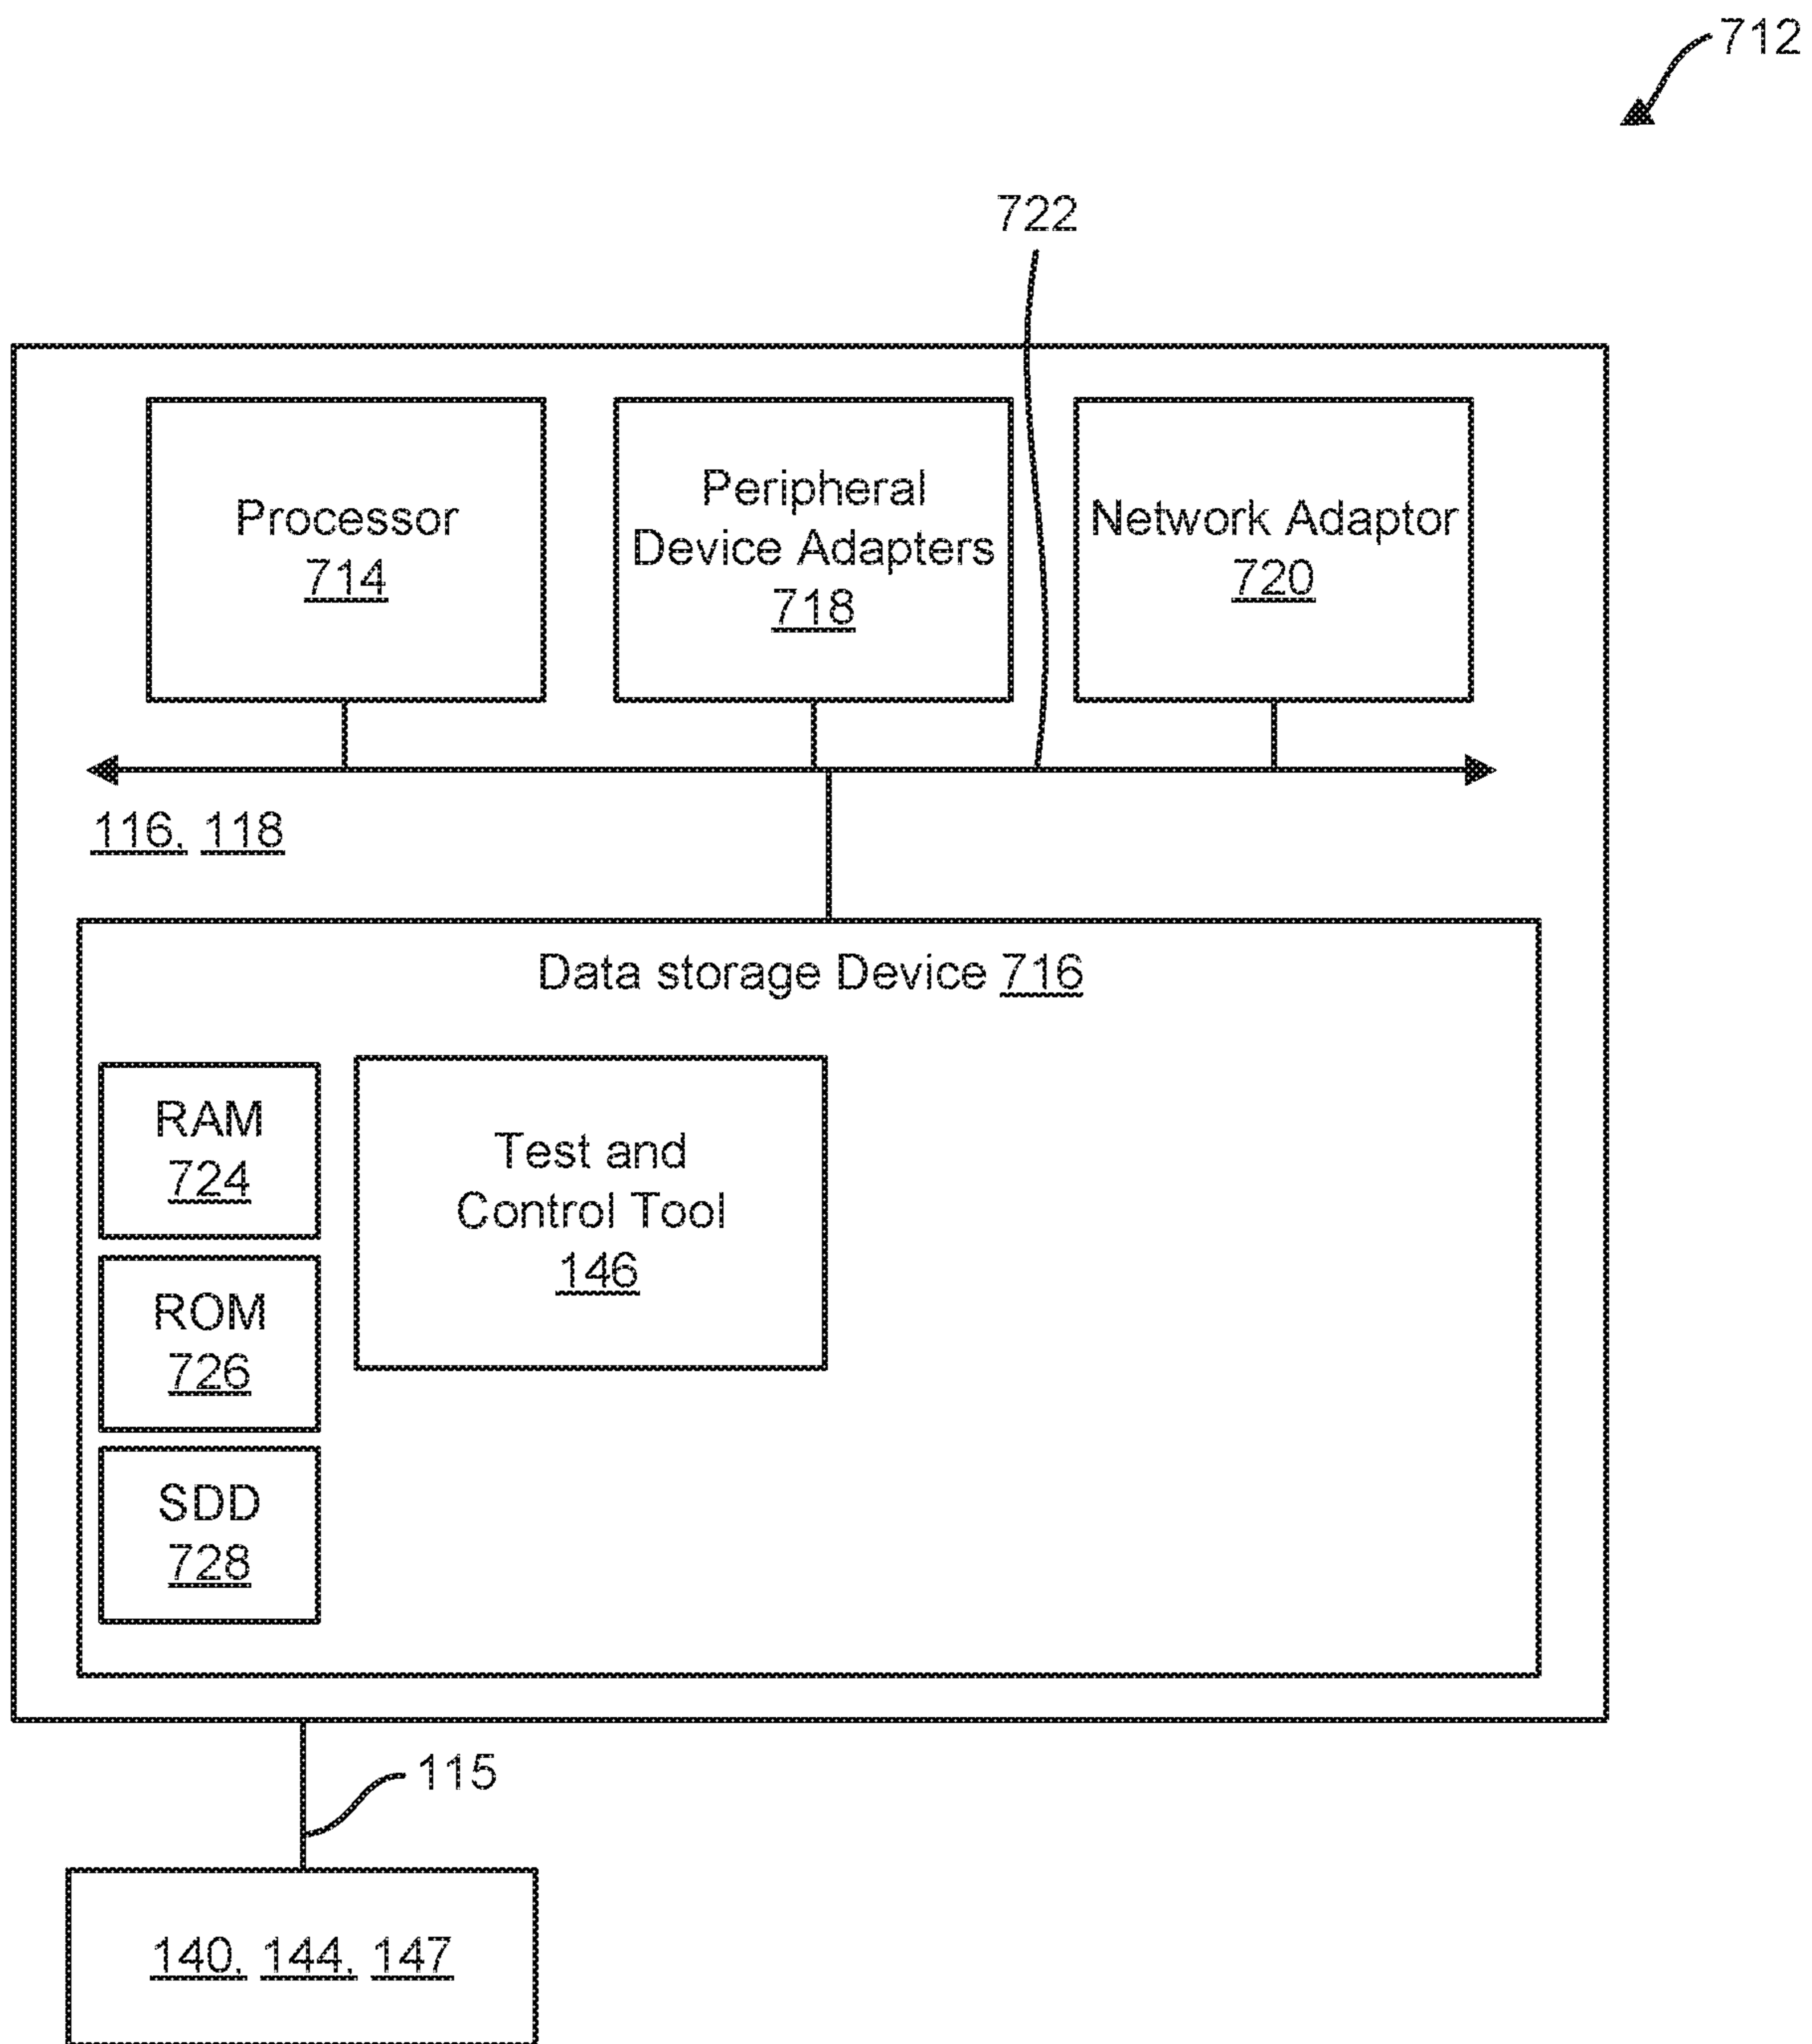 712
722
Processor
714
Peripheral
Device Adapters
718
Network Adaptor
720
116, 118
Data storage Device 716
RAM
724
Test and
Control Tool
146
ROM
726
SDD
728
115
140, 144, 147